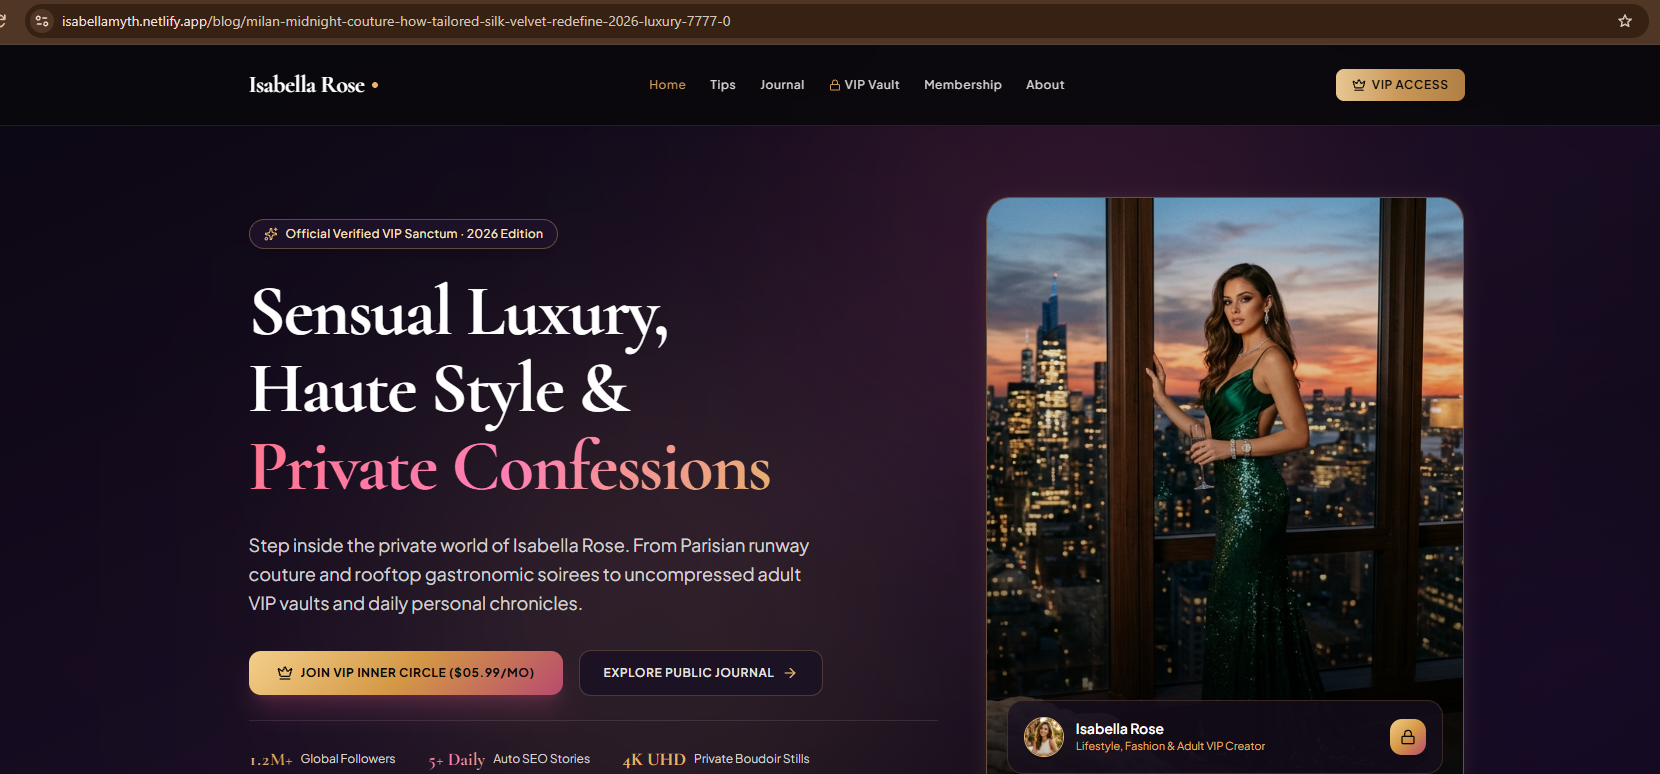 isabellamyth.netlify.app/blog/milan-midnight-couture-how-tailored-silk-velvet-redefine-2026-luxury-7777-0
Isabella Rose
Home
Tips
Journal
VIP Vault
Membership
About
VIP ACCESS
Official Verified VIP Sanctum · 2026 Edition
Sensual Luxury,
Haute Style &
Private Confessions
Step inside the private world of Isabella Rose. From Parisian runway
couture and rooftop gastronomic soirees to uncompressed adult
VIP vaults and daily personal chronicles.
JOIN VIP INNER CIRCLE ($05.99/MO)
EXPLORE PUBLIC JOURNAL →
1.2M+ Global Followers
5+ Daily Auto SEO Stories
4K UHD Private Boudoir Stills
Isabella Rose
Lifestyle, Fashion & Adult VIP Creator